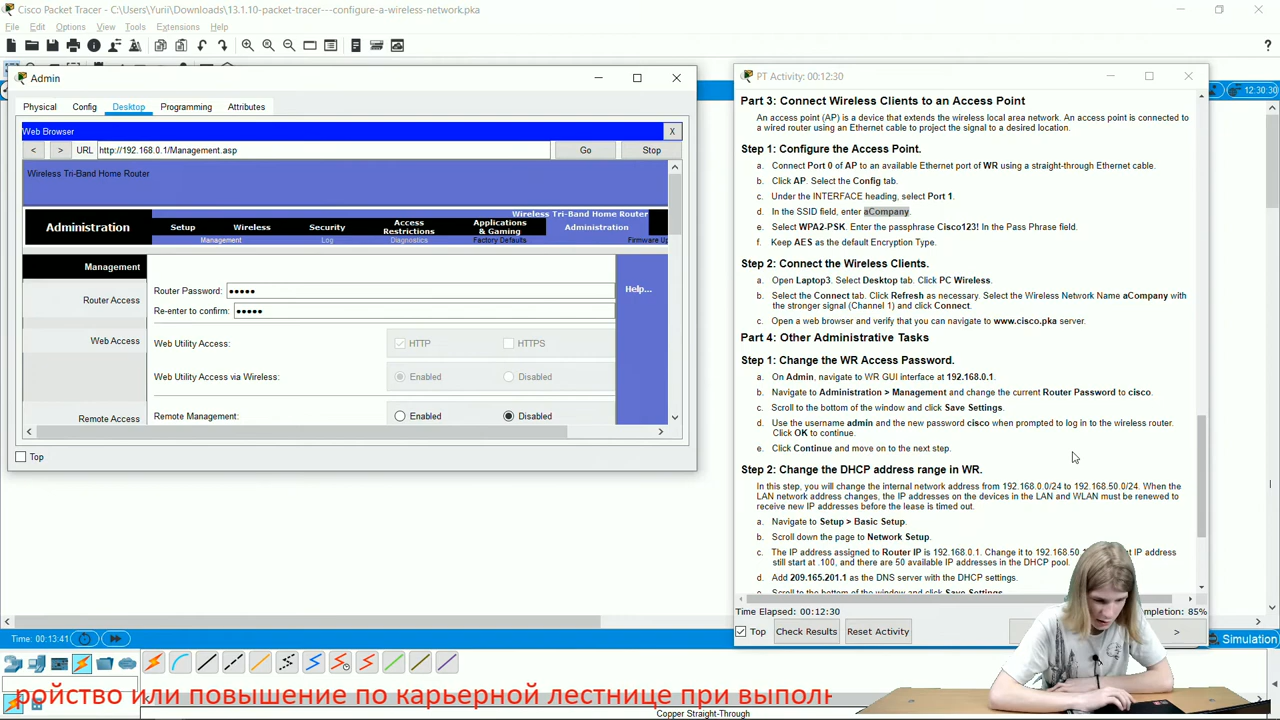 Cisco Packet Tracer - C:\Users\Yurii\Downloads\13.1.10-packet-tracer---configure-a-wireless-network.pka
File Edit Options View Tools Extensions Help
?
Admin
Physical Config Desktop Programming Attributes
Web Browser X
< > URL http://192.168.0.1/Management.asp Go Stop
Wireless Tri-Band Home Router
Wireless Tri-Band Home Router
Administration Setup Wireless Security Access Restrictions Applications & Gaming Administration
Management Log Diagnostics Factory Defaults Firmware Up
Management
Router Access
Router Password: •••••
Re-enter to confirm: •••••
Help...
Web Access
Web Utility Access: HTTP HTTPS
Web Utility Access via Wireless: Enabled Disabled
Remote Access
Remote Management: Enabled Disabled
Top
PT Activity: 00:12:30
12:30:30
Part 3: Connect Wireless Clients to an Access Point
An access point (AP) is a device that extends the wireless local area network. An access point is connected to
a wired router using an Ethernet cable to project the signal to a desired location.
Step 1: Configure the Access Point.
a. Connect Port 0 of AP to an available Ethernet port of WR using a straight-through Ethernet cable.
b. Click AP. Select the Config tab.
c. Under the INTERFACE heading, select Port 1.
d. In the SSID field, enter aCompany.
e. Select WPA2-PSK. Enter the passphrase Cisco123! In the Pass Phrase field.
f. Keep AES as the default Encryption Type.
Step 2: Connect the Wireless Clients.
a. Open Laptop3. Select Desktop tab. Click PC Wireless.
b. Select the Connect tab. Click Refresh as necessary. Select the Wireless Network Name aCompany with
the stronger signal (Channel 1) and click Connect.
c. Open a web browser and verify that you can navigate to www.cisco.pka server.
Part 4: Other Administrative Tasks
Step 1: Change the WR Access Password.
a. On Admin, navigate to WR GUI interface at 192.168.0.1.
b. Navigate to Administration > Management and change the current Router Password to cisco.
c. Scroll to the bottom of the window and click Save Settings.
d. Use the username admin and the new password cisco when prompted to log in to the wireless router.
Click OK to continue.
e. Click Continue and move on to the next step.
Step 2: Change the DHCP address range in WR.
In this step, you will change the internal network address from 192.168.0.0/24 to 192.168.50.0/24. When the
LAN network address changes, the IP addresses on the devices in the LAN and WLAN must be renewed to
receive new IP addresses before the lease is timed out.
a. Navigate to Setup > Basic Setup.
b. Scroll down the page to Network Setup.
c. The IP address assigned to Router IP is 192.168.0.1. Change it to 192.168.50. IP address
still start at .100, and there are 50 available IP addresses in the DHCP pool.
d. Add 209.165.201.1 as the DNS server with the DHCP settings.
e. Scroll to the bottom of the window and click Save Settings.
Time Elapsed: 00:12:30 ompletion: 85%
Top Check Results Reset Activity >
Time: 00:13:41 Simulation
ройство или повышение по карьерной лестнице при выполн
Copper Straight-Through